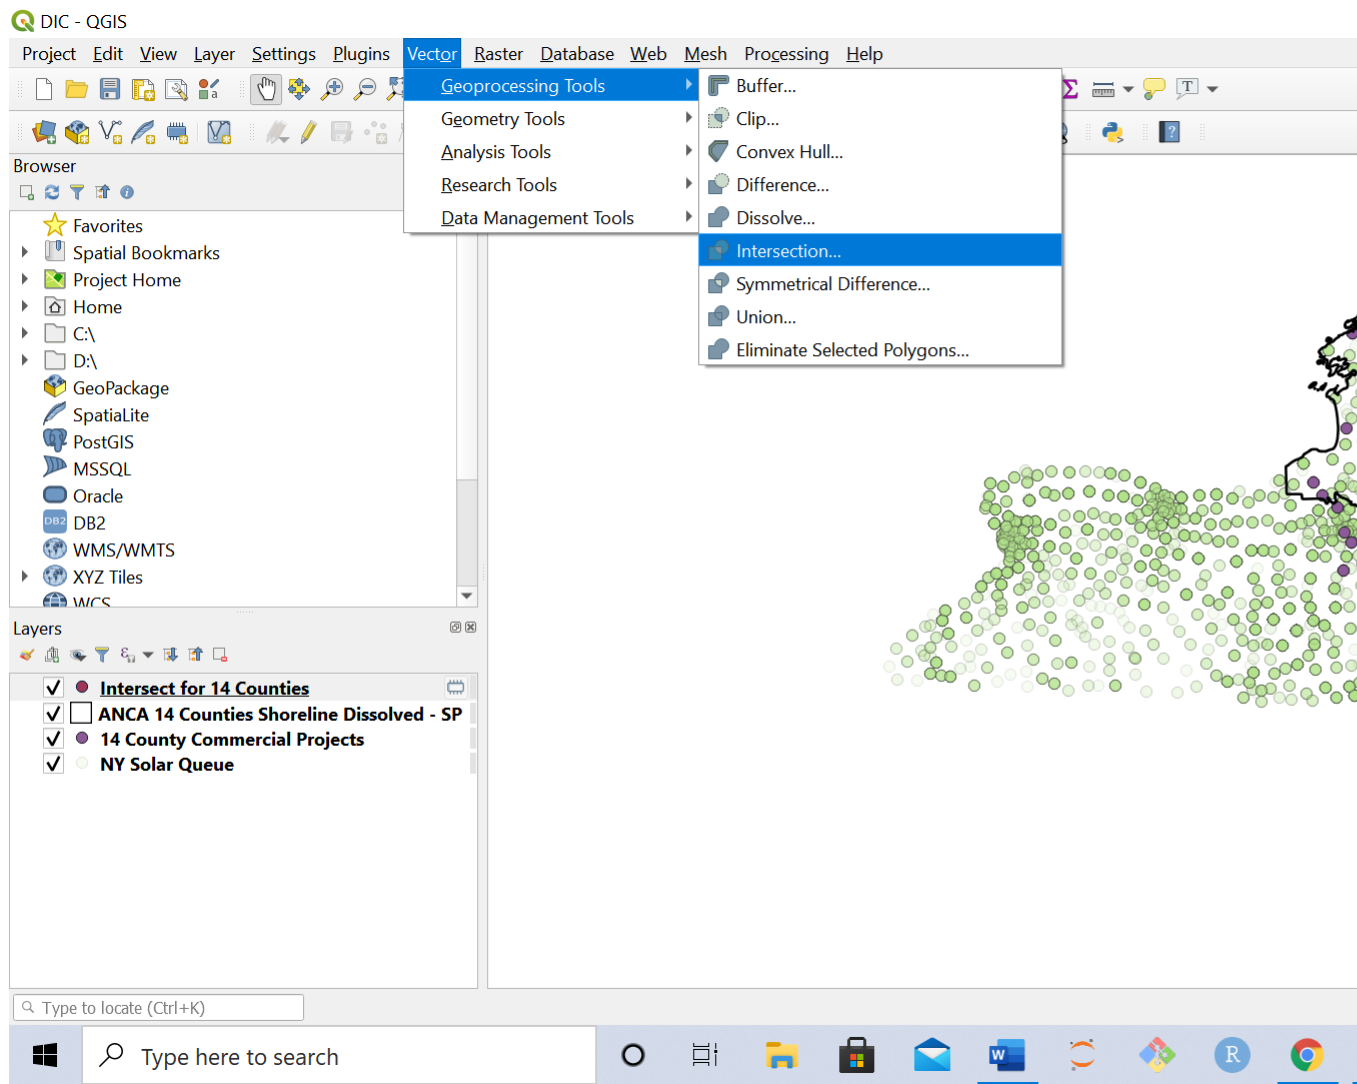 DIC - QGIS
Project Edit View Layer Settings Plugins Vector Raster Database Web Mesh Processing Help
Geoprocessing Tools
Geometry Tools
Analysis Tools
Research Tools
Data Management Tools
Buffer...
Clip...
Convex Hull...
Difference...
Dissolve...
Intersection...
Symmetrical Difference...
Union...
Eliminate Selected Polygons...
Browser
Favorites
Spatial Bookmarks
Project Home
Home
C:\
D:\
GeoPackage
SpatiaLite
PostGIS
MSSQL
Oracle
DB2 DB2
WMS/WMTS
XYZ Tiles
WCS
Layers
Intersect for 14 Counties
ANCA 14 Counties Shoreline Dissolved - SP
14 County Commercial Projects
NY Solar Queue
Type to locate (Ctrl+K)
Type here to search
W
R